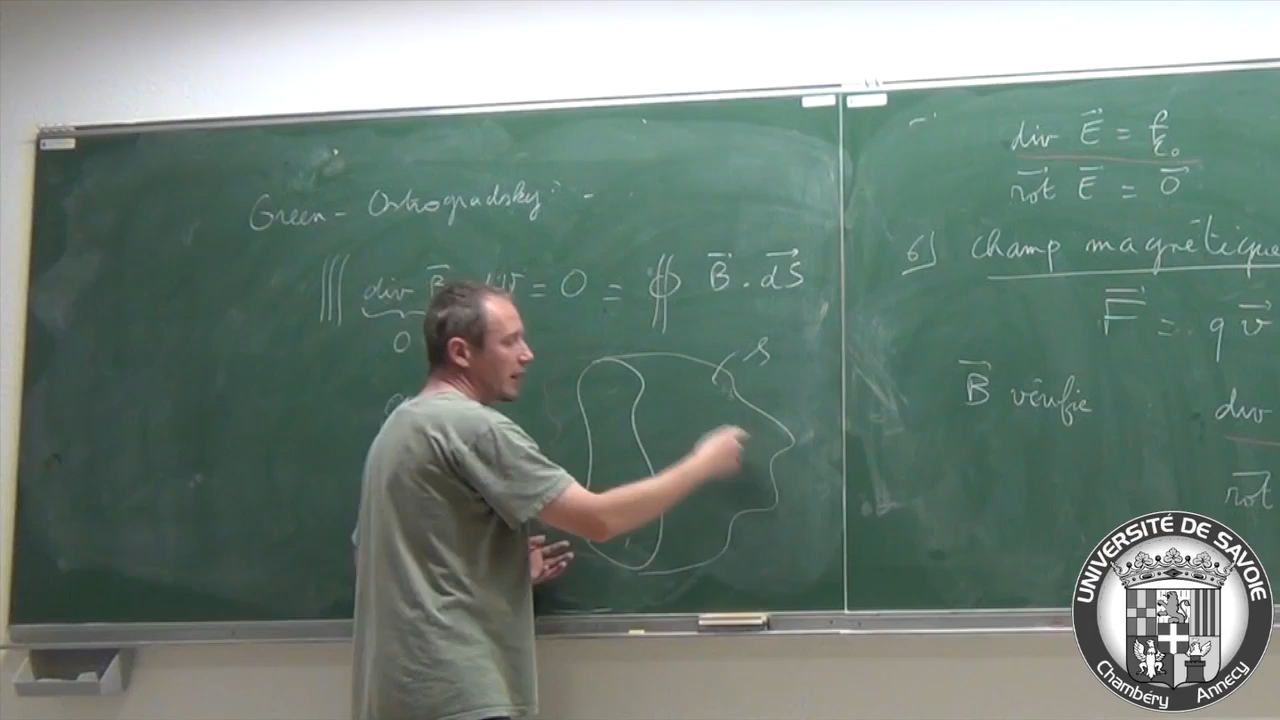 Green - Ostrogradsky
∭ div B⃗ = 0 = ∯ B⃗ . dS⃗
0
S
div E⃗ = ρ/ε₀
rot⃗ E⃗ = 0⃗
6) champ magnétique
F⃗ = q v⃗
B⃗ vérifie div
rot⃗
UNIVERSITÉ DE SAVOIE
Chambéry Annecy